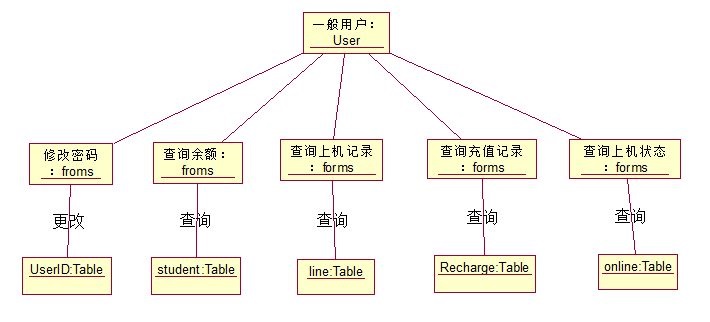 一般用户：
User
修改密码
：froms
查询余额：
froms
查询上机记录
：forms
查询充值记录
：forms
查询上机状态
：forms
更改
查询
查询
查询
查询
UserID:Table
student:Table
line:Table
Recharge:Table
online:Table